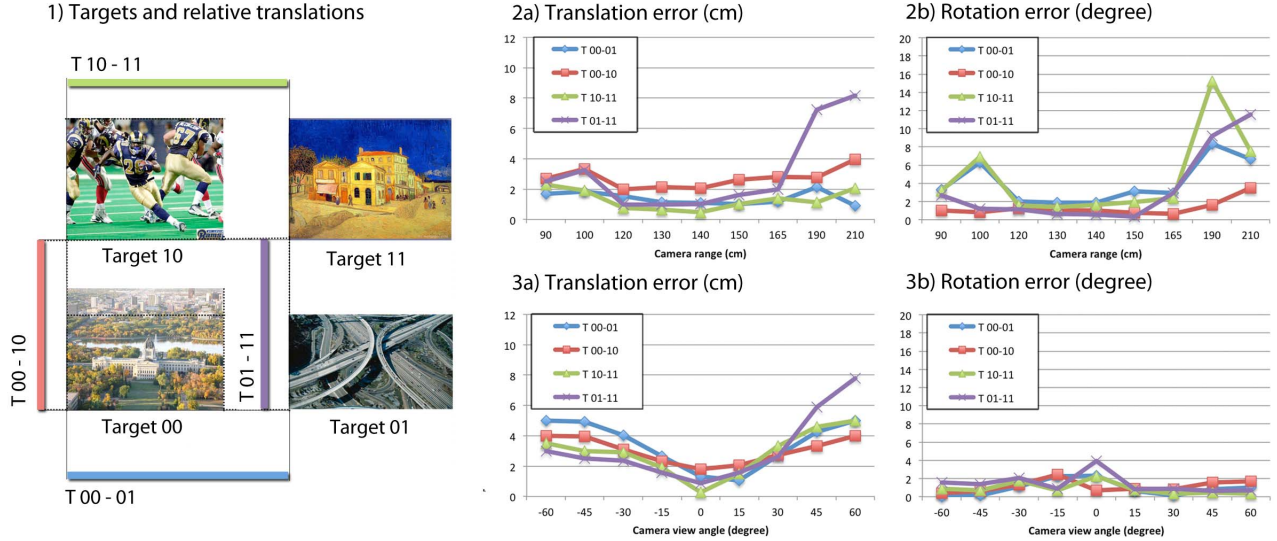 1) Targets and relative translations
T 10 - 11
Target 10
Target 11
T 00 - 10
T 01 - 11
Target 00
Target 01
T 00 - 01
2a) Translation error (cm)
12
10
8
6
4
2
0
T 00-01
T 00-10
T 10-11
T 01-11
90 100 120 130 140 150 165 190 210
Camera range (cm)
2b) Rotation error (degree)
20
18
16
14
12
10
8
6
4
2
0
T 00-01
T 00-10
T 10-11
T 01-11
90 100 120 130 140 150 165 190 210
Camera range (cm)
3a) Translation error (cm)
12
10
8
6
4
2
0
T 00-01
T 00-10
T 10-11
T 01-11
-60 -45 -30 -15 0 15 30 45 60
Camera view angle (degree)
3b) Rotation error (degree)
20
18
16
14
12
10
8
6
4
2
0
T 00-01
T 00-10
T 10-11
T 01-11
-60 -45 -30 -15 0 15 30 45 60
Camera view angle (degree)